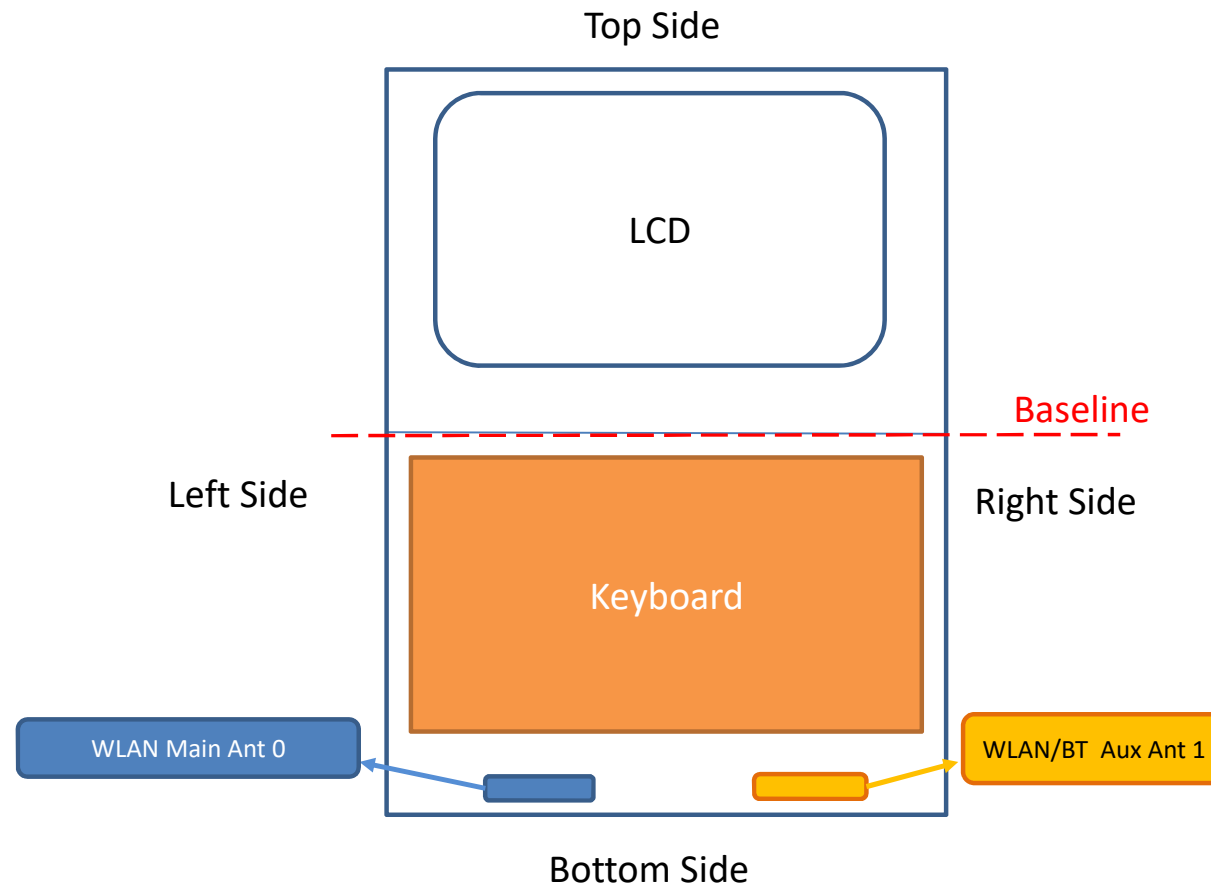 Top Side
LCD
Baseline
Left Side
Right Side
Keyboard
WLAN Main Ant 0
WLAN/BT  Aux Ant 1
Bottom Side